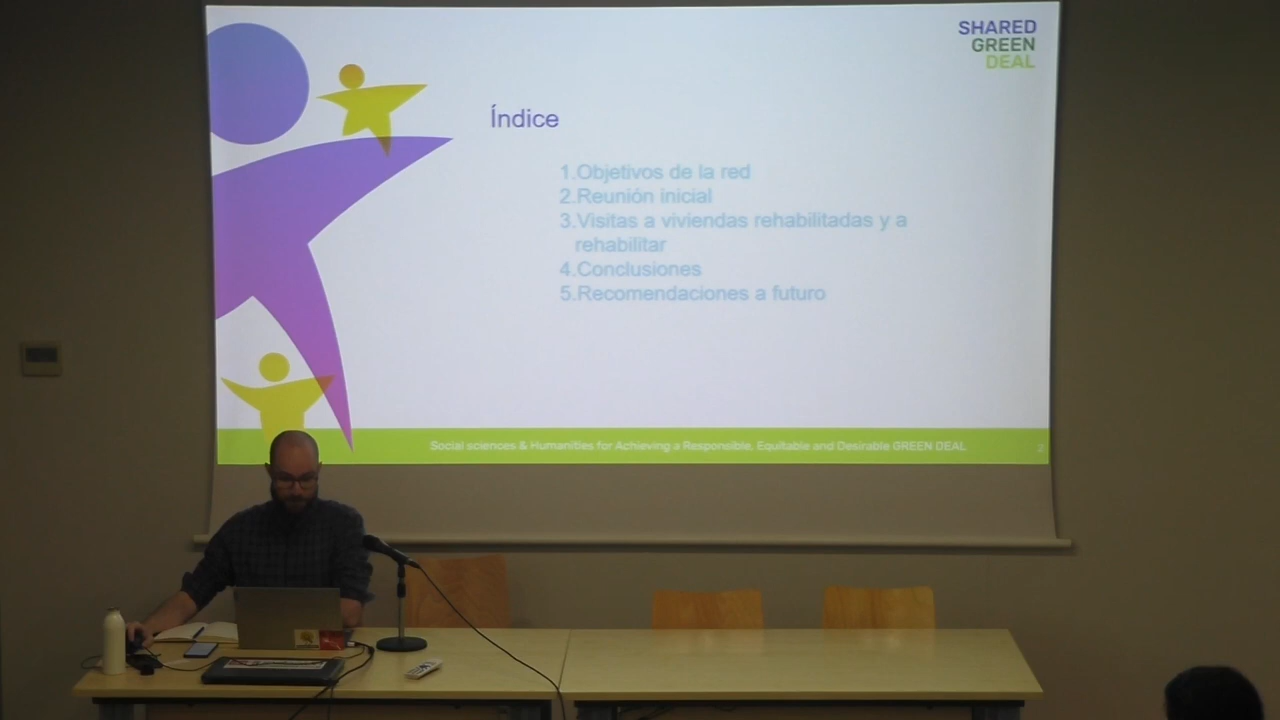 SHARED
GREEN
DEAL
Índice
1.Objetivos de la red
2.Reunión inicial
3.Visitas a viviendas rehabilitadas y a
rehabilitar
4.Conclusiones
5.Recomendaciones a futuro
Social sciences & Humanities for Achieving a Responsible, Equitable and Desirable GREEN DEAL
2